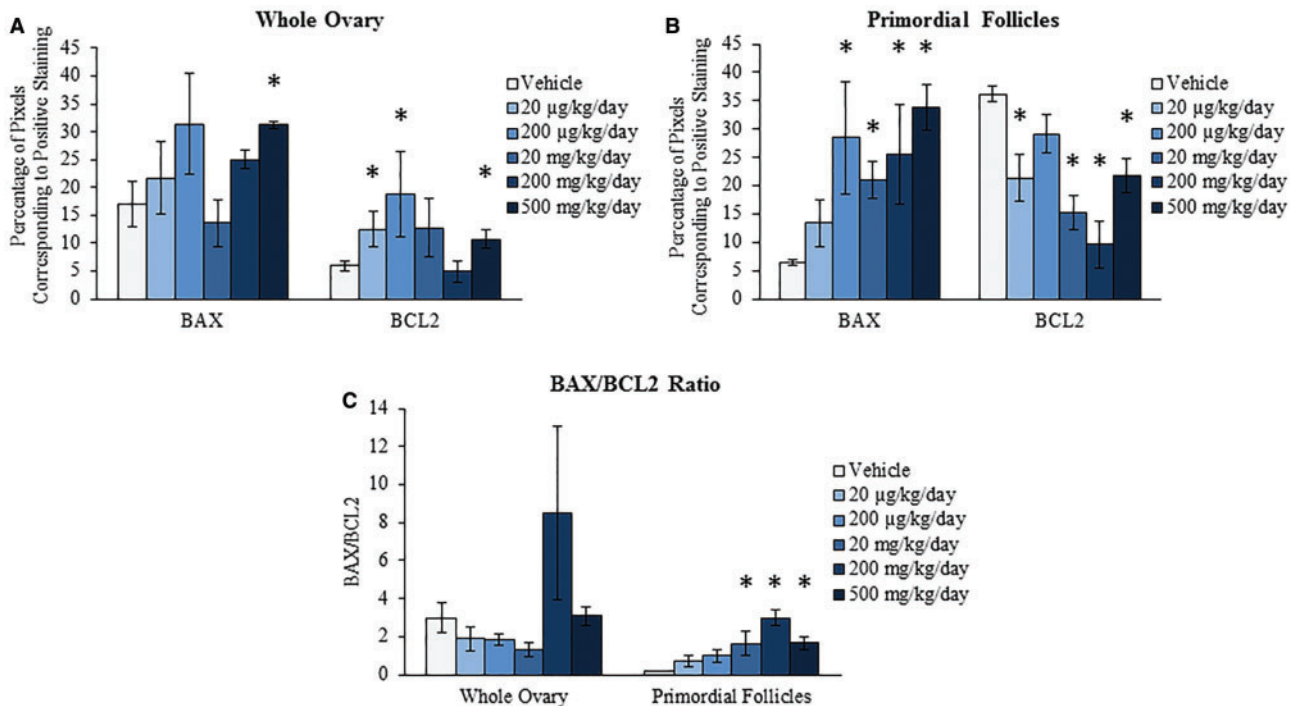 A
Whole Ovary
Percentage of Pixels
Corresponding to Positive Staining
45
40
35
30
25
20
15
10
5
0
*
*
*
*
BAX
BCL2
Vehicle
20 µg/kg/day
200 µg/kg/day
20 mg/kg/day
200 mg/kg/day
500 mg/kg/day
B
Primordial Follicles
Percentage of Pixels
Corresponding to Positive Staining
45
40
35
30
25
20
15
10
5
0
*
*
*
*
*
*
*
*
BAX
BCL2
Vehicle
20 µg/kg/day
200 µg/kg/day
20 mg/kg/day
200 mg/kg/day
500 mg/kg/day
C
BAX/BCL2 Ratio
BAX/BCL2
14
12
10
8
6
4
2
0
* * *
Whole Ovary
Primordial Follicles
Vehicle
20 µg/kg/day
200 µg/kg/day
20 mg/kg/day
200 mg/kg/day
500 mg/kg/day